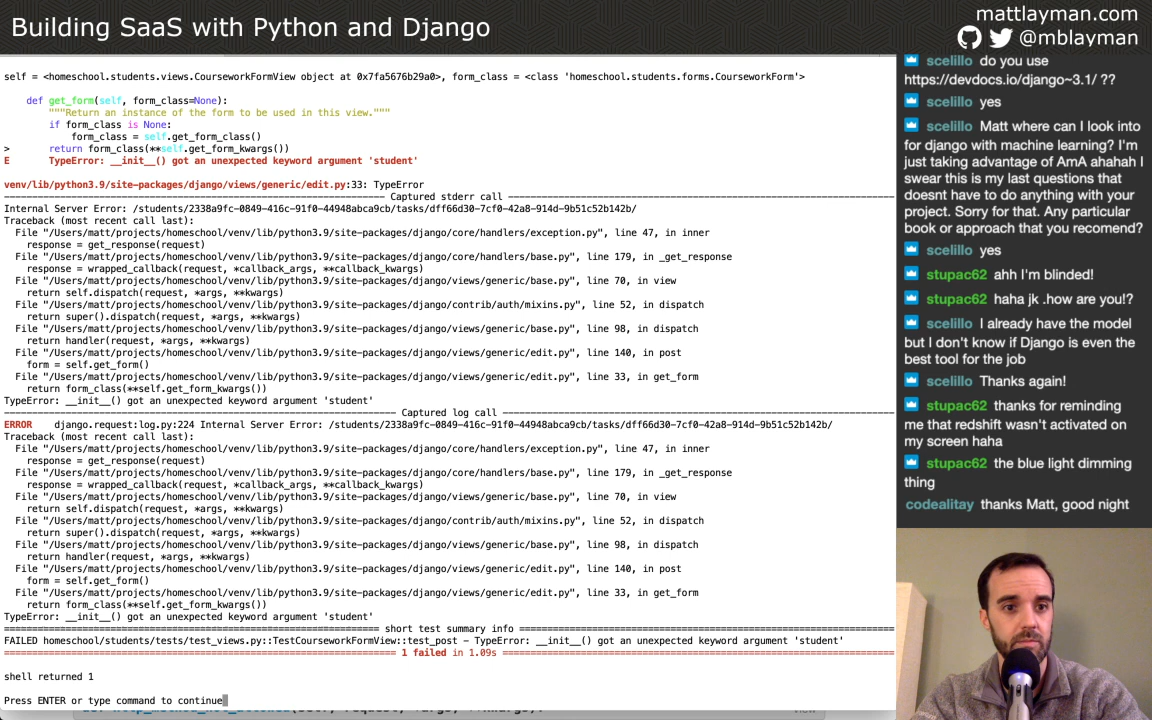 Building SaaS with Python and Django
mattlayman.com
@mblayman
self = <homeschool.students.views.CourseworkFormView object at 0x7fa5676b29a0>, form_class = <class 'homeschool.students.forms.CourseworkForm'>
def get_form(self, form_class=None):
"""Return an instance of the form to be used in this view."""
if form_class is None:
form_class = self.get_form_class()
> return form_class(**self.get_form_kwargs())
E TypeError: __init__() got an unexpected keyword argument 'student'
venv/lib/python3.9/site-packages/django/views/generic/edit.py:33: TypeError
Captured stderr call
Internal Server Error: /students/2338a9fc-0849-416c-91f0-44948abca9cb/tasks/dff66d30-7cf0-42a8-914d-9b51c52b142b/
Traceback (most recent call last):
File "/Users/matt/projects/homeschool/venv/lib/python3.9/site-packages/django/core/handlers/exception.py", line 47, in inner
response = get_response(request)
File "/Users/matt/projects/homeschool/venv/lib/python3.9/site-packages/django/core/handlers/base.py", line 179, in _get_response
response = wrapped_callback(request, *callback_args, **callback_kwargs)
File "/Users/matt/projects/homeschool/venv/lib/python3.9/site-packages/django/views/generic/base.py", line 70, in view
return self.dispatch(request, *args, **kwargs)
File "/Users/matt/projects/homeschool/venv/lib/python3.9/site-packages/django/contrib/auth/mixins.py", line 52, in dispatch
return super().dispatch(request, *args, **kwargs)
File "/Users/matt/projects/homeschool/venv/lib/python3.9/site-packages/django/views/generic/base.py", line 98, in dispatch
return handler(request, *args, **kwargs)
File "/Users/matt/projects/homeschool/venv/lib/python3.9/site-packages/django/views/generic/edit.py", line 140, in post
form = self.get_form()
File "/Users/matt/projects/homeschool/venv/lib/python3.9/site-packages/django/views/generic/edit.py", line 33, in get_form
return form_class(**self.get_form_kwargs())
TypeError: __init__() got an unexpected keyword argument 'student'
Captured log call
ERROR django.request:log.py:224 Internal Server Error: /students/2338a9fc-0849-416c-91f0-44948abca9cb/tasks/dff66d30-7cf0-42a8-914d-9b51c52b142b/
Traceback (most recent call last):
File "/Users/matt/projects/homeschool/venv/lib/python3.9/site-packages/django/core/handlers/exception.py", line 47, in inner
response = get_response(request)
File "/Users/matt/projects/homeschool/venv/lib/python3.9/site-packages/django/core/handlers/base.py", line 179, in _get_response
response = wrapped_callback(request, *callback_args, **callback_kwargs)
File "/Users/matt/projects/homeschool/venv/lib/python3.9/site-packages/django/views/generic/base.py", line 70, in view
return self.dispatch(request, *args, **kwargs)
File "/Users/matt/projects/homeschool/venv/lib/python3.9/site-packages/django/contrib/auth/mixins.py", line 52, in dispatch
return super().dispatch(request, *args, **kwargs)
File "/Users/matt/projects/homeschool/venv/lib/python3.9/site-packages/django/views/generic/base.py", line 98, in dispatch
return handler(request, *args, **kwargs)
File "/Users/matt/projects/homeschool/venv/lib/python3.9/site-packages/django/views/generic/edit.py", line 140, in post
form = self.get_form()
File "/Users/matt/projects/homeschool/venv/lib/python3.9/site-packages/django/views/generic/edit.py", line 33, in get_form
return form_class(**self.get_form_kwargs())
TypeError: __init__() got an unexpected keyword argument 'student'
short test summary info
FAILED homeschool/students/tests/test_views.py::TestCourseworkFormView::test_post - TypeError: __init__() got an unexpected keyword argument 'student'
1 failed in 1.09s
shell returned 1
Press ENTER or type command to continue
scelillo do you use
https://devdocs.io/django~3.1/ ??
scelillo yes
scelillo Matt where can I look into
for django with machine learning? I'm
just taking advantage of AmA ahahah I
swear this is my last questions that
doesnt have to do anything with your
project. Sorry for that. Any particular
book or approach that you recomend?
scelillo yes
stupac62 ahh I'm blinded!
stupac62 haha jk .how are you!?
scelillo I already have the model
but I don't know if Django is even the
best tool for the job
scelillo Thanks again!
stupac62 thanks for reminding
me that redshift wasn't activated on
my screen haha
stupac62 the blue light dimming
thing
codealitay thanks Matt, good night